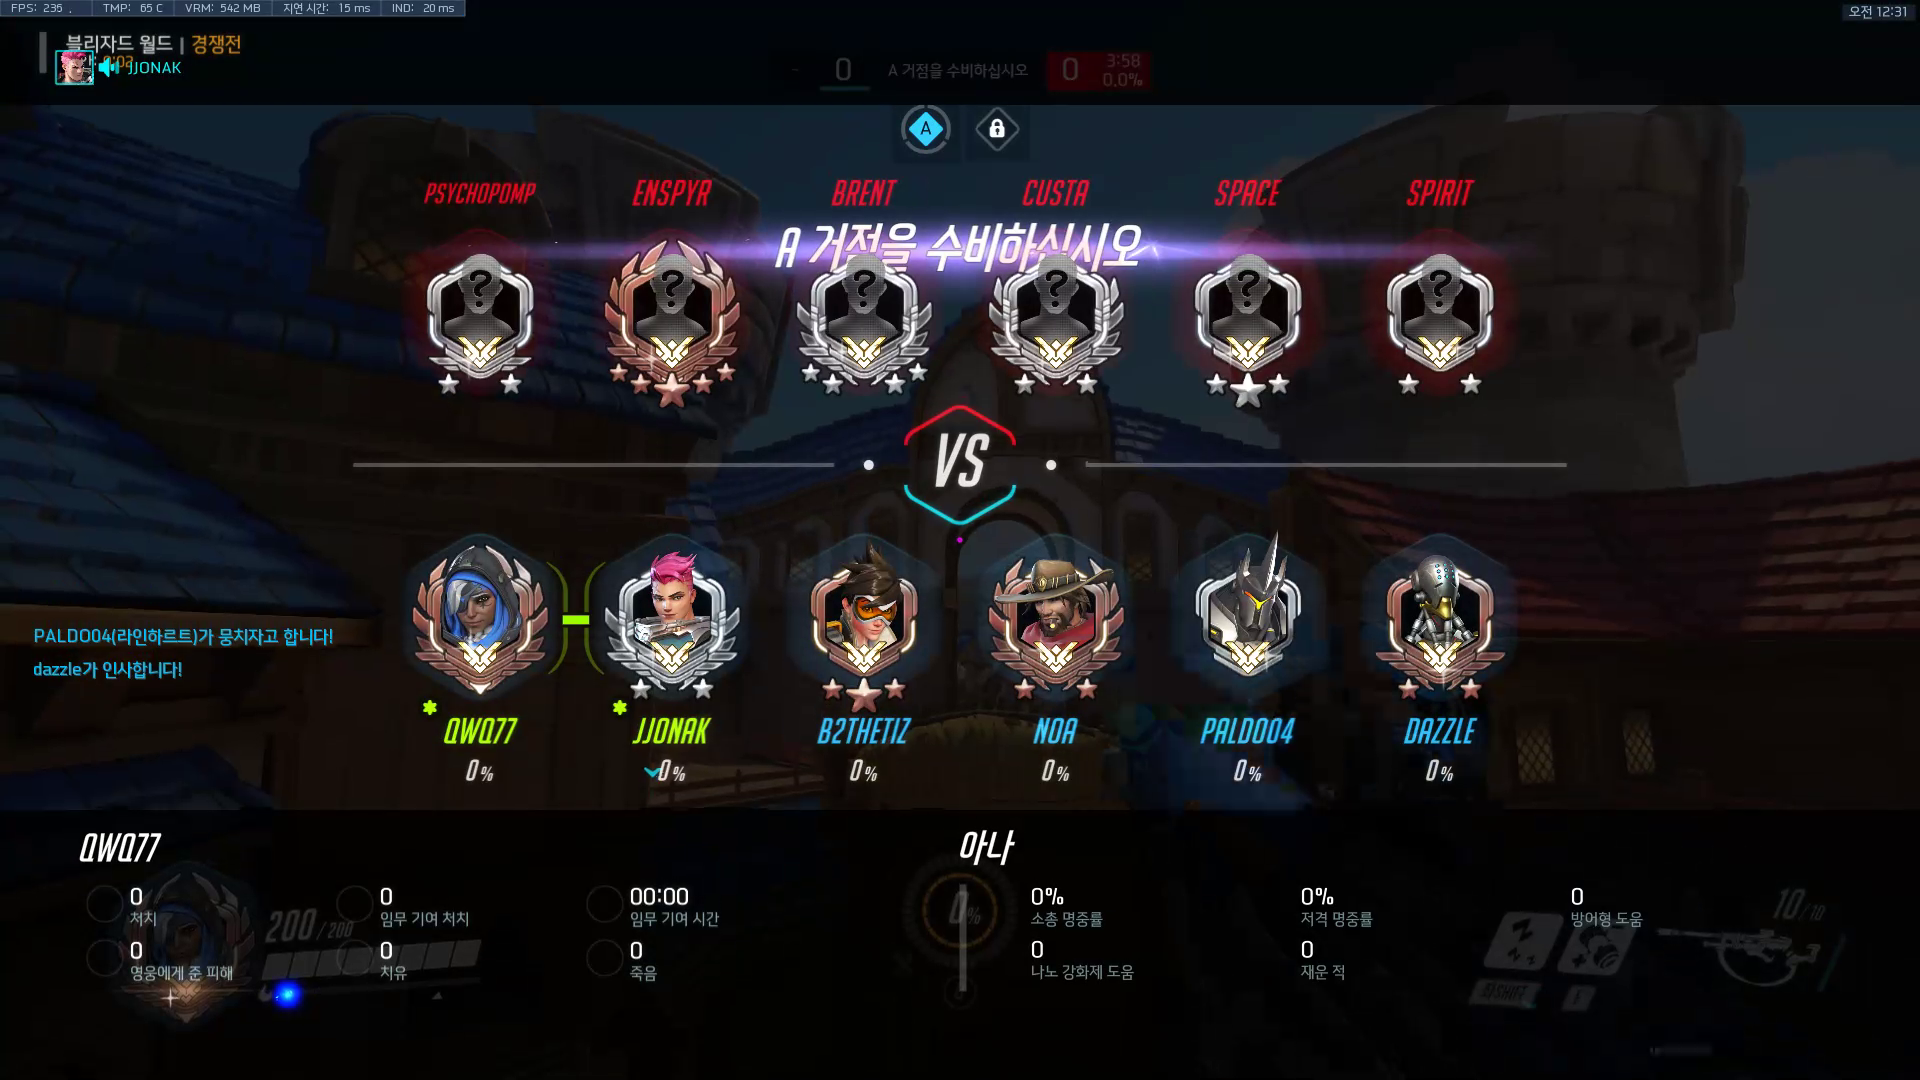 FPS: 235 . TMP: 65 C VRM: 542 MB 지연 시간: 15 ms IND: 20 ms
오전 12:31
블리자드 월드 | 경쟁전
JJONAK
0 A 거점을 수비하십시오 0 3:58
0.0%
A
PSYCHOPOMP ENSPYR BRENT CUSTA SPACE SPIRIT
A 거점을 수비하십시오
? ? ? ? ? ?
VS
PALDO04(라인하르트)가 뭉치자고 합니다!
dazzle가 인사합니다!
QWQ77 JJONAK B2THETIZ NOA PALDO04 DAZZLE
0% 0% 0% 0% 0% 0%
QWQ77 아나
0 0 00:00 0% 0% 0
처치 임무 기여 처치 임무 기여 시간 소총 명중률 저격 명중률 방어형 도움
200/200 0% 10/10
0 0 0 0 0
영웅에게 준 피해 치유 죽음 나노 강화제 도움 재운 적
SHIFT E